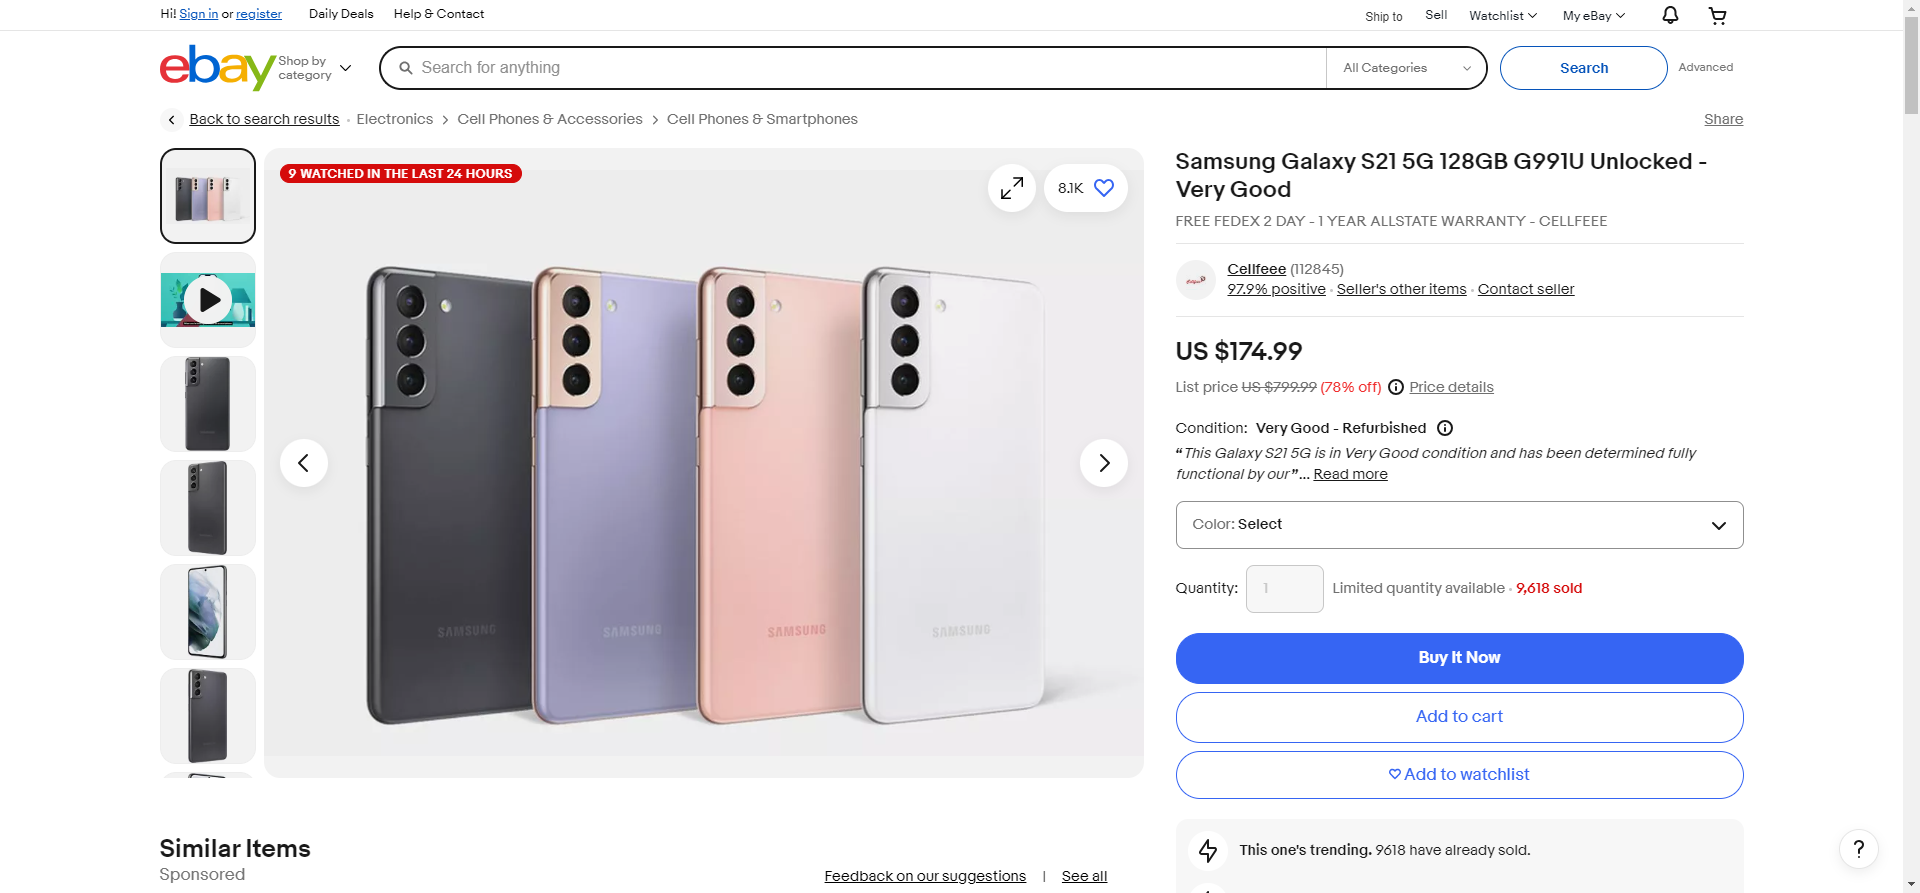 Hi! Sign in or register
Daily Deals
Help & Contact
Ship to
Sell
Watchlist
My eBay
ebay
Shop by category
Search for anything
All Categories
Search
Advanced
Back to search results
Electronics
Cell Phones & Accessories
Cell Phones & Smartphones
Share
9 WATCHED IN THE LAST 24 HOURS
8.1K
SAMSUNG
SAMSUNG
SAMSUNG
SAMSUNG
Samsung Galaxy S21 5G 128GB G991U Unlocked -
Very Good
FREE FEDEX 2 DAY - 1 YEAR ALLSTATE WARRANTY - CELLFEEE
Cellfeee (112845)
97.9% positive · Seller's other items · Contact seller
US $174.99
List price US $799.99 (78% off) Price details
Condition: Very Good - Refurbished
“This Galaxy S21 5G is in Very Good condition and has been determined fully
functional by our”... Read more
Color: Select
Quantity: 1 Limited quantity available · 9,618 sold
Buy It Now
Add to cart
Add to watchlist
This one's trending. 9618 have already sold.
Similar Items
Sponsored
Feedback on our suggestions | See all
?